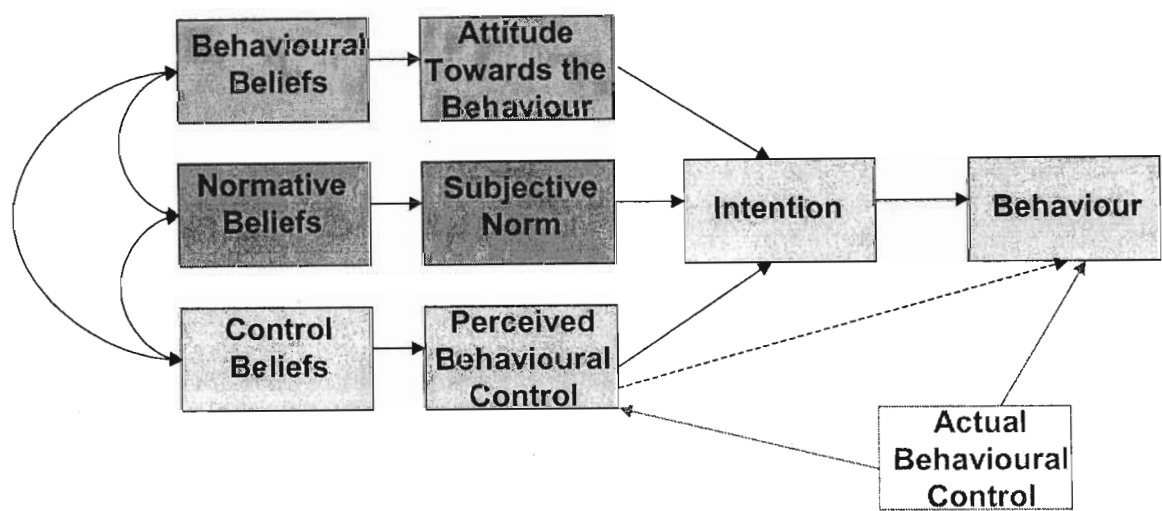 Behavioural
Beliefs
Attitude
Towards the
Behaviour
Normative
Beliefs
Subjective
Norm
Intention
Behaviour
Control
Beliefs
Perceived
Behavioural
Control
Actual
Behavioural
Control